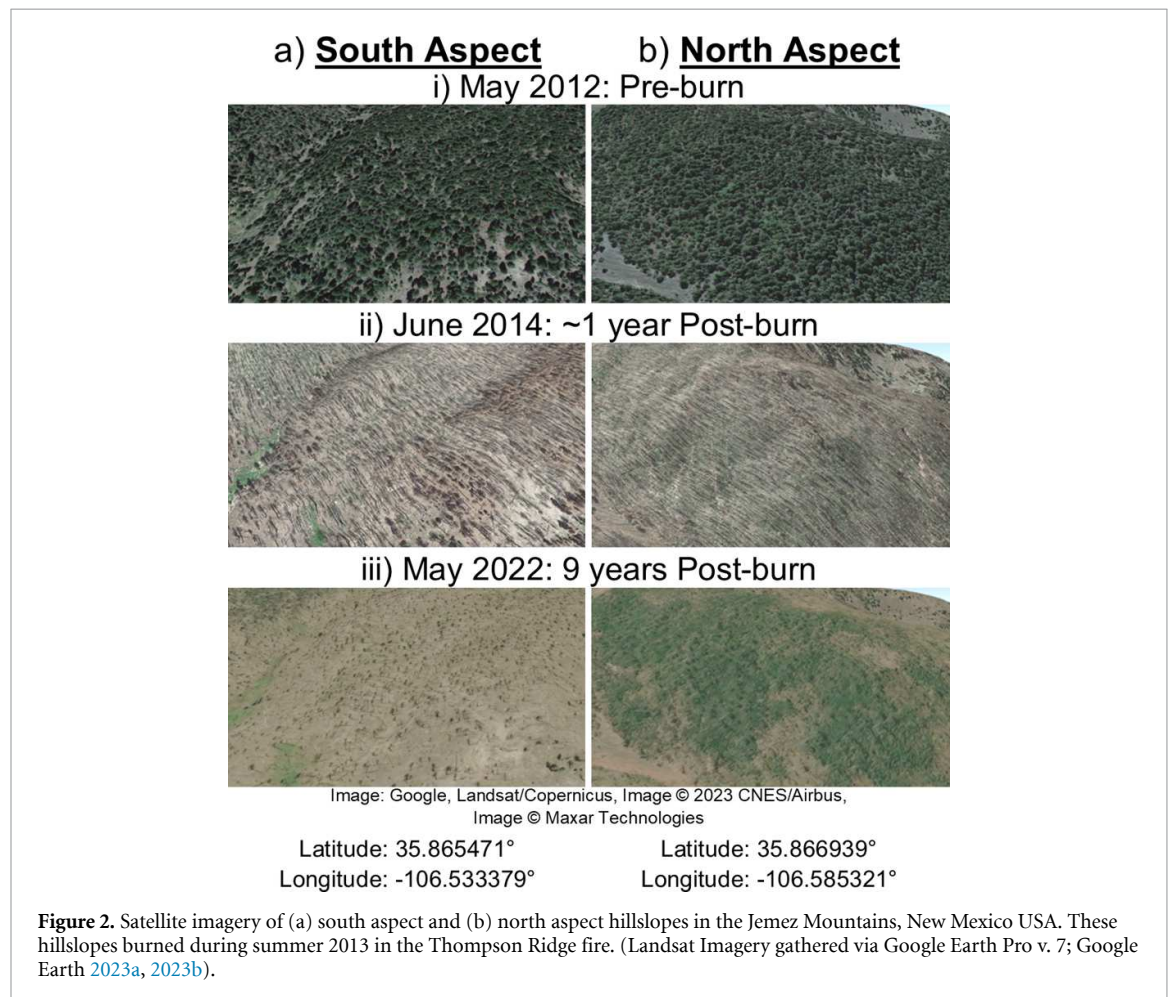 a) South Aspect b) North Aspect
i) May 2012: Pre-burn
ii) June 2014: ~1 year Post-burn
iii) May 2022: 9 years Post-burn
Image: Google, Landsat/Copernicus, Image © 2023 CNES/Airbus,
Image © Maxar Technologies
Latitude: 35.865471° Latitude: 35.866939°
Longitude: -106.533379° Longitude: -106.585321°
Figure 2. Satellite imagery of (a) south aspect and (b) north aspect hillslopes in the Jemez Mountains, New Mexico USA. These
hillslopes burned during summer 2013 in the Thompson Ridge fire. (Landsat Imagery gathered via Google Earth Pro v. 7; Google
Earth 2023a, 2023b).